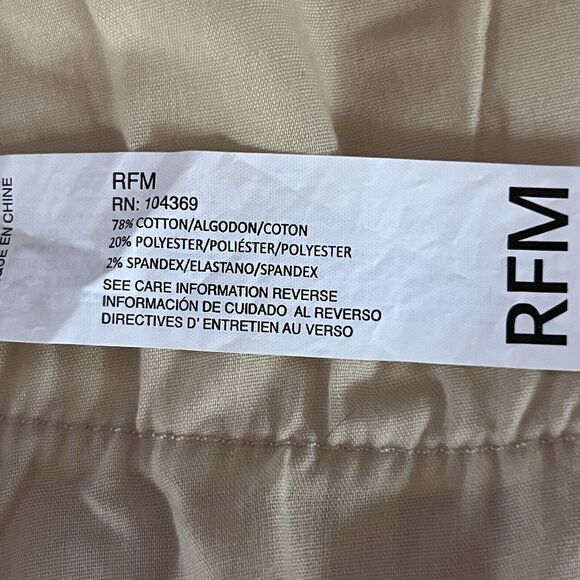 QUE EN CHINE
RFM
RN: 104369
78% COTTON/ALGODON/COTON
20% POLYESTER/POLIÉSTER/POLYESTER
2% SPANDEX/ELASTANO/SPANDEX
SEE CARE INFORMATION REVERSE
INFORMACIÓN DE CUIDADO AL REVERSO
DIRECTIVES D' ENTRETIEN AU VERSO
RFM